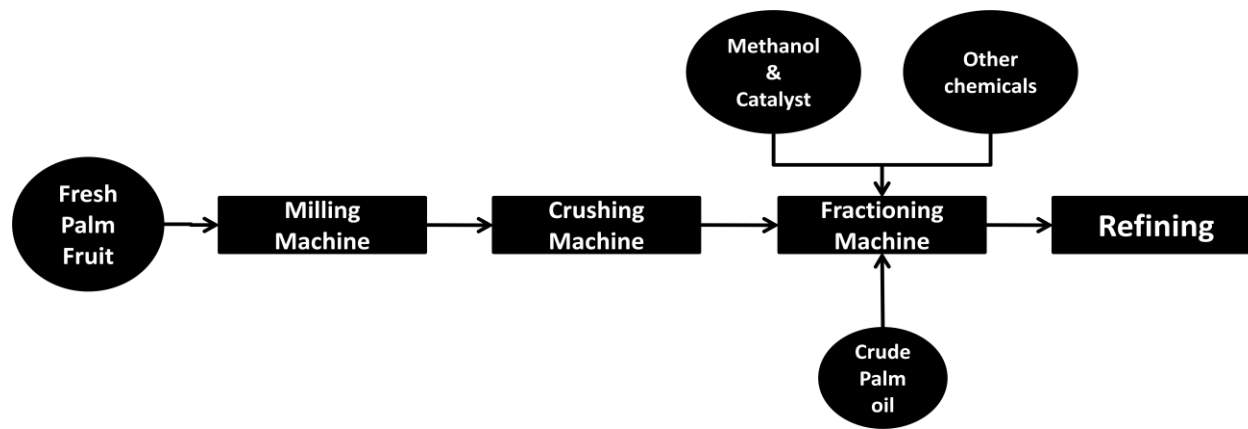 Methanol
&
Catalyst
Other
chemicals
Fresh
Palm
Fruit
Milling
Machine
Crushing
Machine
Fractioning
Machine
Refining
Crude
Palm
oil